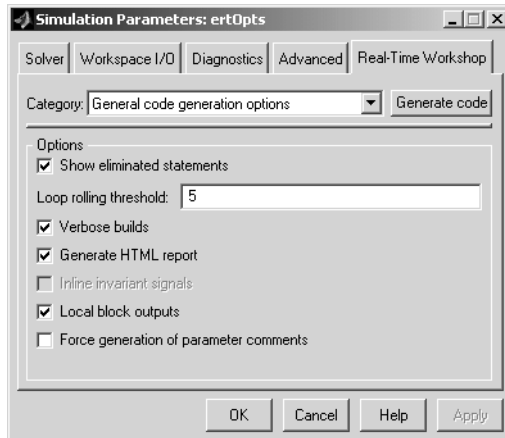 Simulation Parameters: ertOpts
Solver Workspace I/O Diagnostics Advanced Real-Time Workshop
Category: General code generation options Generate code
Options
Show eliminated statements
Loop rolling threshold: 5
Verbose builds
Generate HTML report
Inline invariant signals
Local block outputs
Force generation of parameter comments
OK Cancel Help Apply